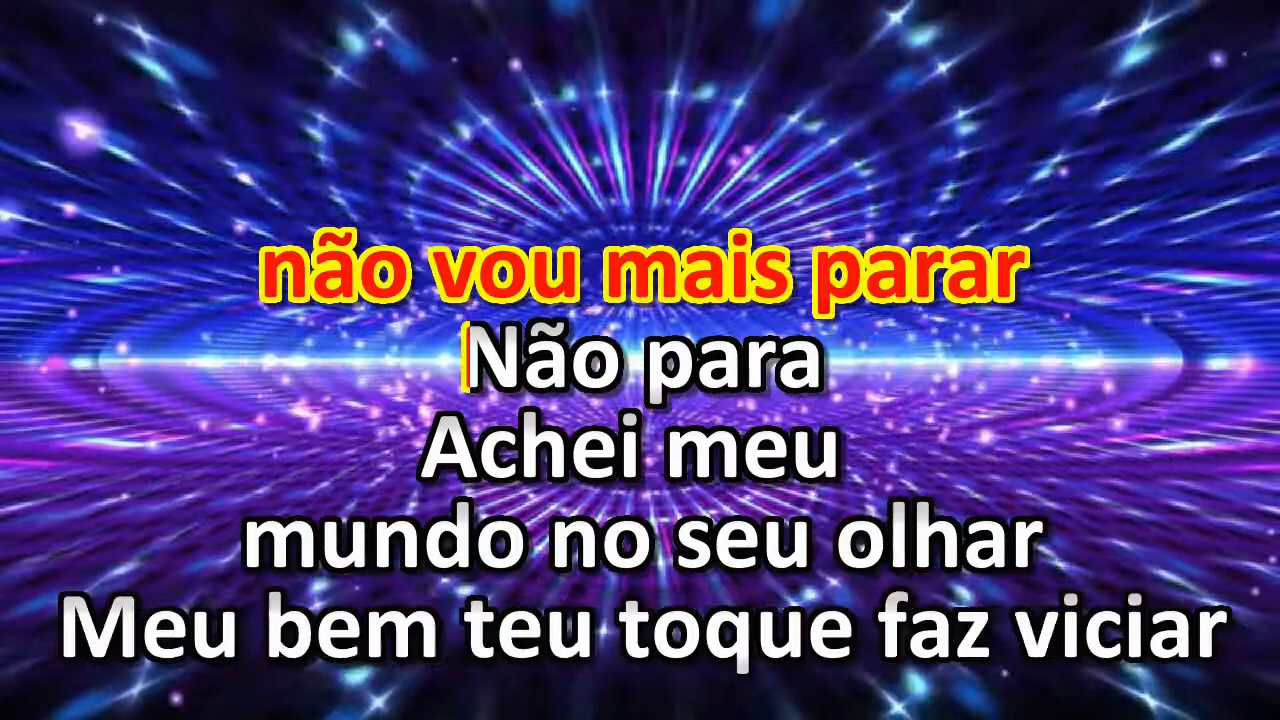 não vou mais parar
Não para
Achei meu
mundo no seu olhar
Meu bem teu toque faz viciar